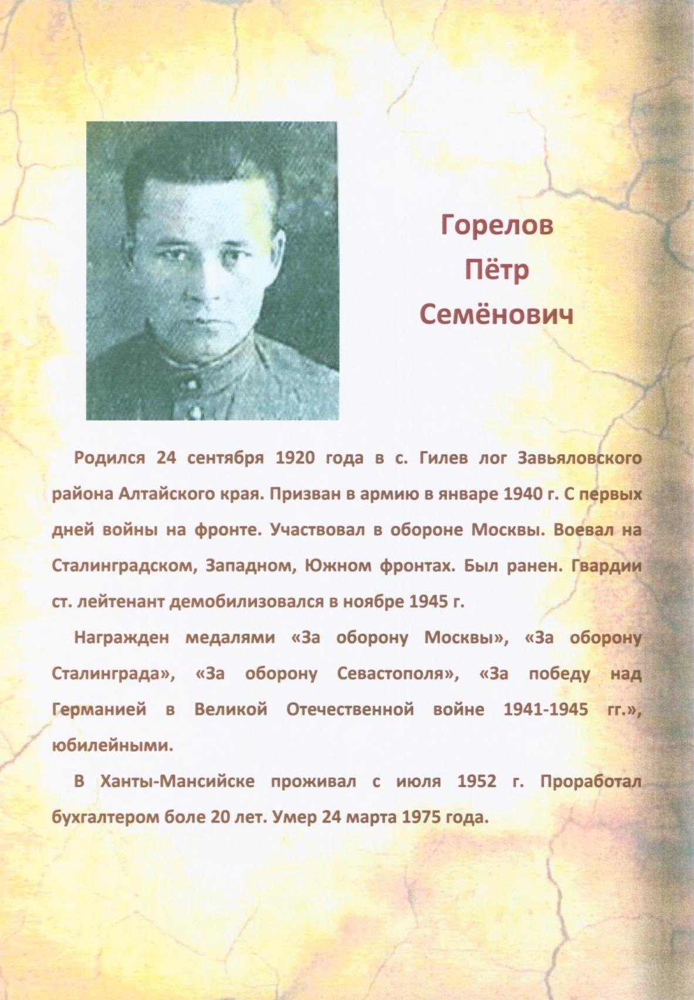 Горелов
Пётр
Семёнович
Родился 24 сентября 1920 года в с. Гилев лог Завьяловского
района Алтайского края. Призван в армию в январе 1940 г. С первых
дней войны на фронте. Участвовал в обороне Москвы. Воевал на
Сталинградском, Западном, Южном фронтах. Был ранен. Гвардии
ст. лейтенант демобилизовался в ноябре 1945 г.
Награжден медалями «За оборону Москвы», «За оборону
Сталинграда», «За оборону Севастополя», «За победу над
Германией в Великой Отечественной войне 1941-1945 гг.»,
юбилейными.
В Ханты-Мансийске проживал с июля 1952 г. Проработал
бухгалтером боле 20 лет. Умер 24 марта 1975 года.